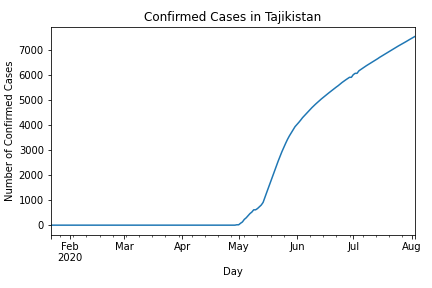 Confirmed Cases in Tajikistan
Number of Confirmed Cases
7000
6000
5000
4000
3000
2000
1000
0
Feb Mar Apr May Jun Jul Aug
2020
Day